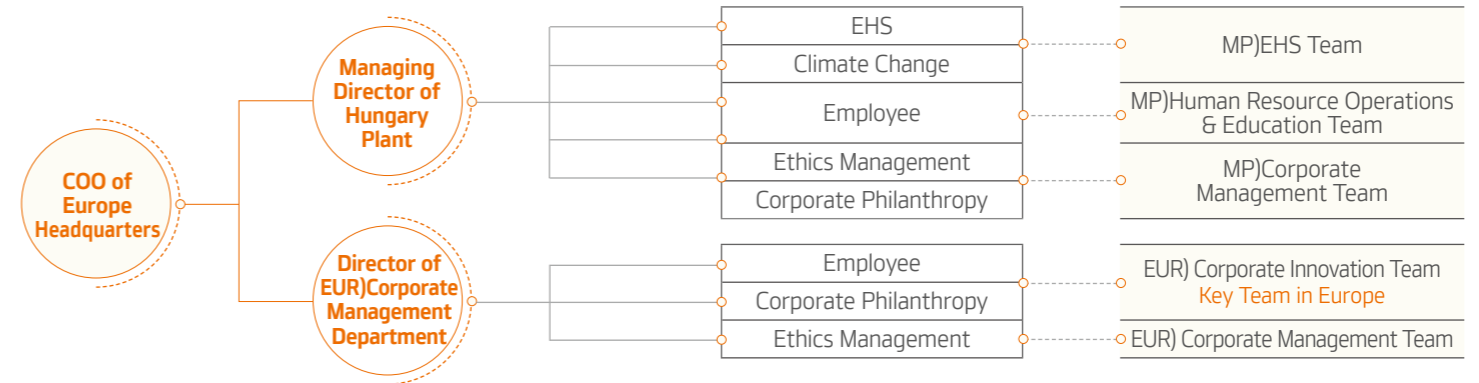 COO of
Europe
Headquarters
Managing
Director of
Hungary
Plant
Director of
EUR)Corporate
Management
Department
EHS
Climate Change
Employee
Ethics Management
Corporate Philanthropy
MP)EHS Team
MP)Human Resource Operations
& Education Team
MP)Corporate
Management Team
Employee
Corporate Philanthropy
Ethics Management
EUR) Corporate Innovation Team
Key Team in Europe
EUR) Corporate Management Team